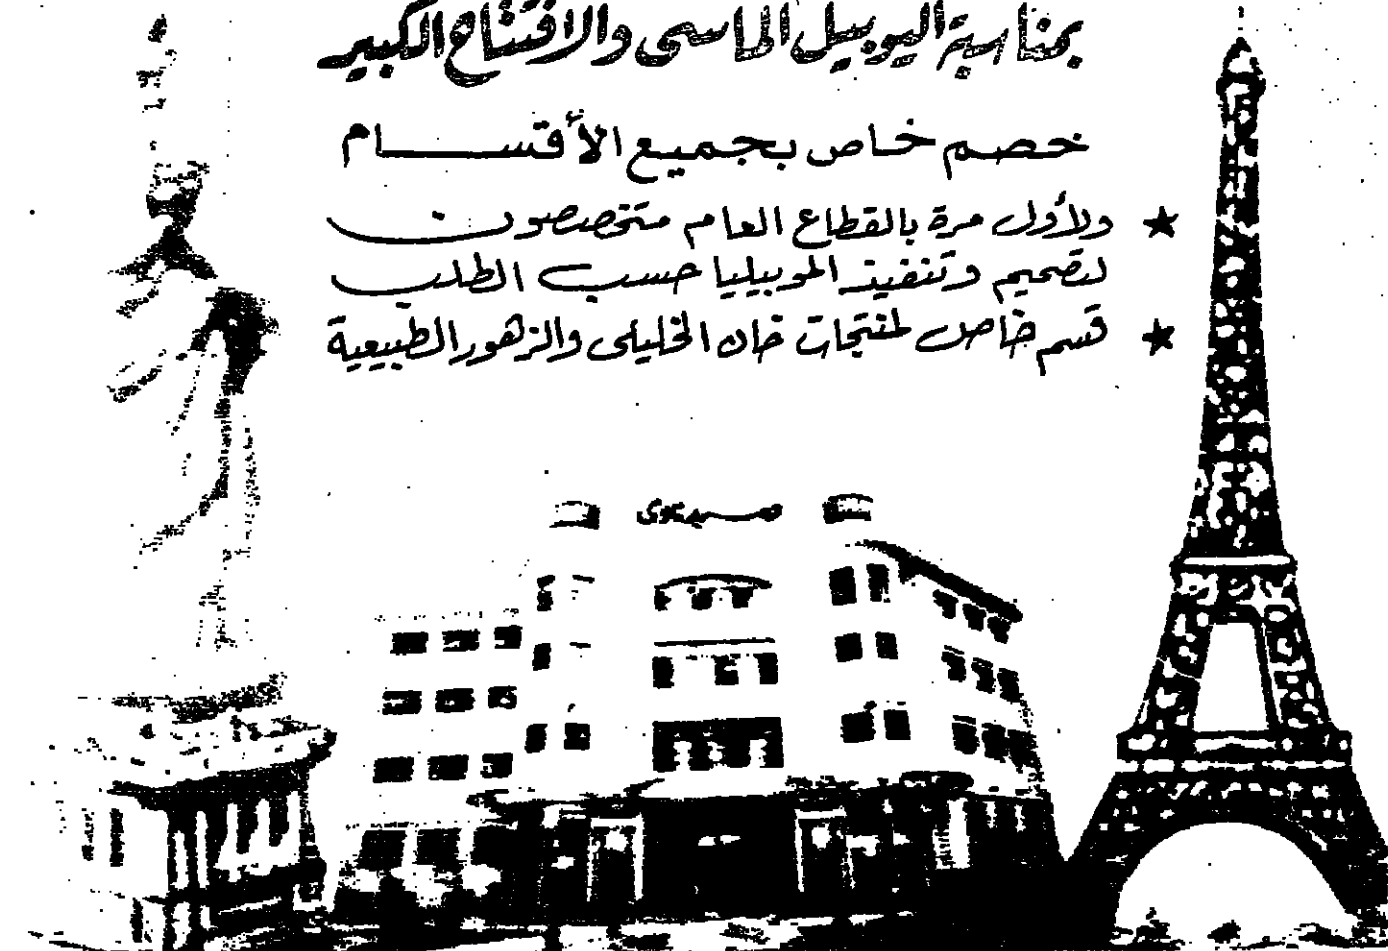 بمناسبة اليوبيل الماسى والافتتاح الكبير
خصم خاص بجميع الأقســـــام
★ ولأول مرة بالقطاع العام متخصصون
لتصميم وتنفيذ الموبيليا حسب الطلب
★ قسم خاص لمنتجات خان الخليلى والزهور الطبيعية